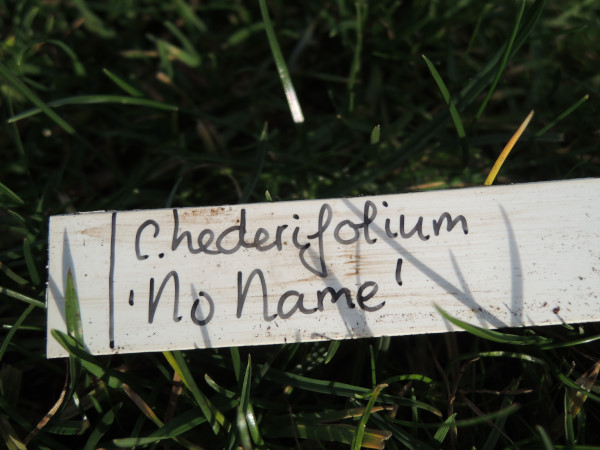 C. hederifolium
'No Name'